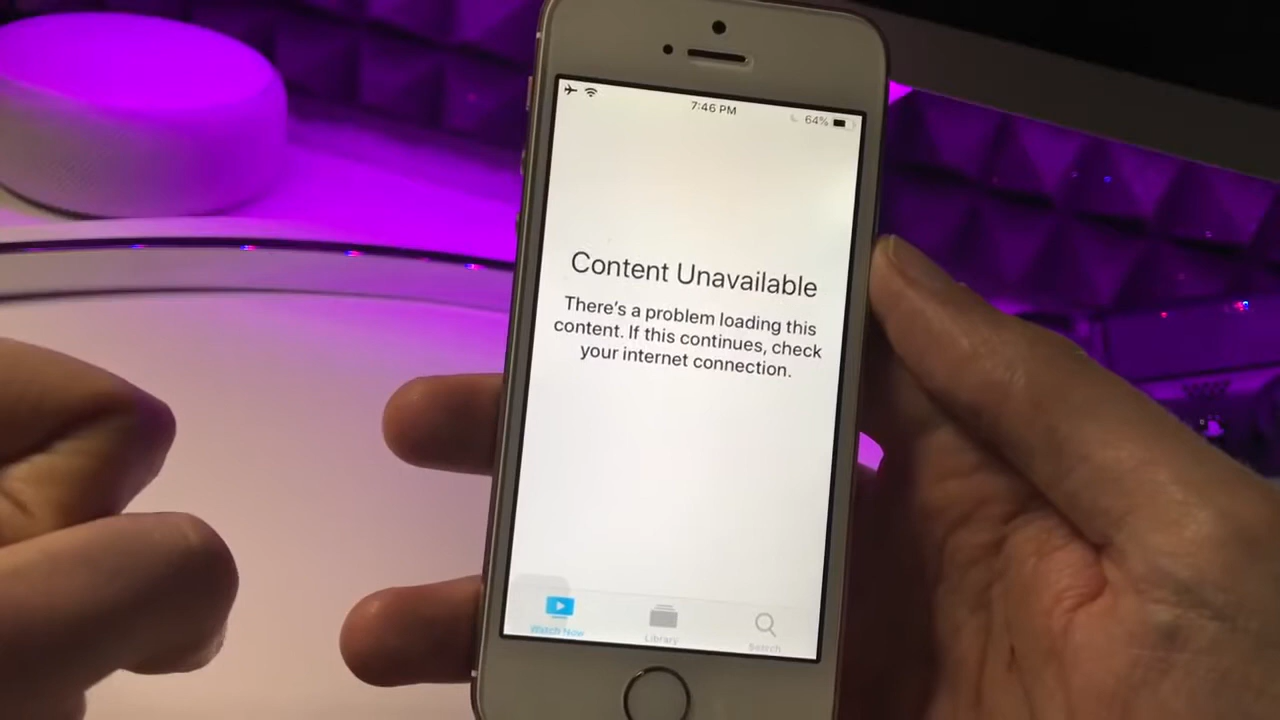 7:46 PM
64%
Content Unavailable
There's a problem loading this
content. If this continues, check
your internet connection.
Watch Now
Library
Search